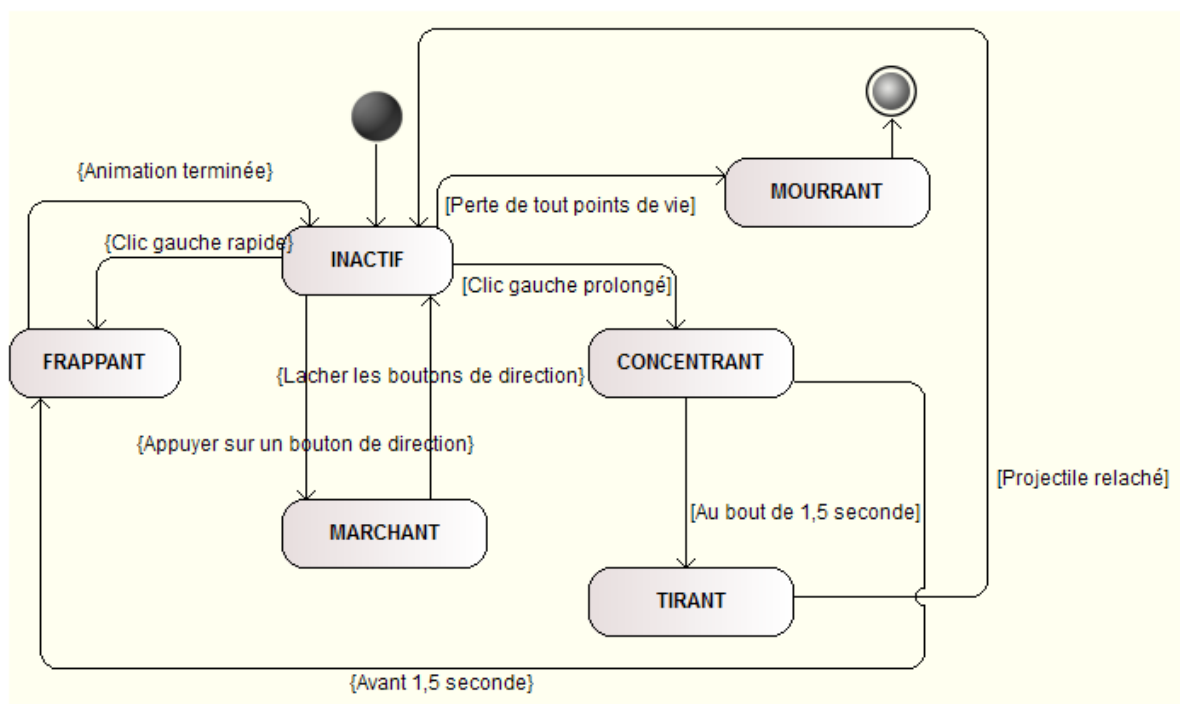 {Animation terminée}
MOURRANT
[Perte de tout points de vie]
{Clic gauche rapide}
INACTIF
[Clic gauche prolongé]
FRAPPANT
CONCENTRANT
{Lacher les boutons de direction}
{Appuyer sur un bouton de direction}
[Projectile relaché]
[Au bout de 1,5 seconde]
MARCHANT
TIRANT
{Avant 1,5 seconde}